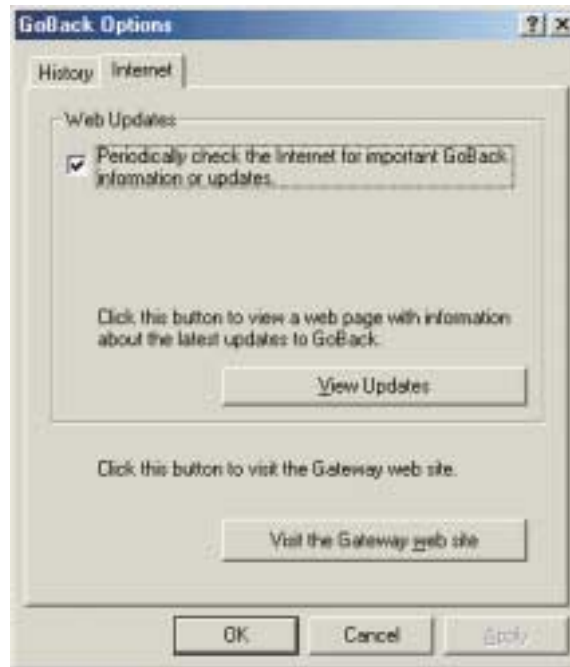 GoBack Options
History Internet
Web Updates
Periodically check the Internet for important GoBack
information or updates.
Click this button to view a web page with information
about the latest updates to GoBack.
View Updates
Click this button to visit the Gateway web site.
Visit the Gateway web site
OK Cancel Apply